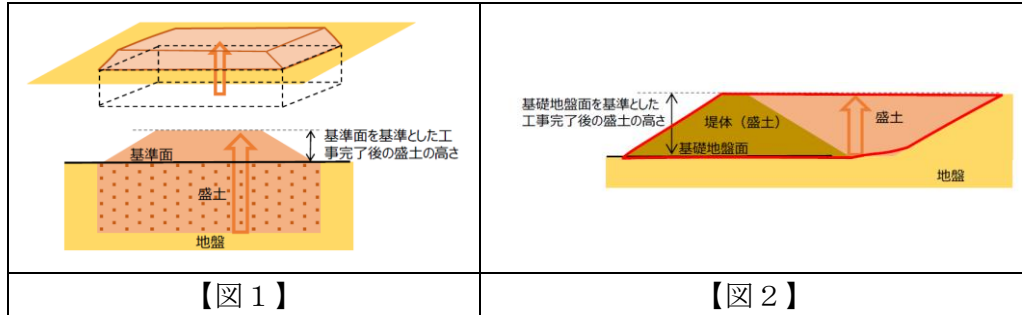 基準面を基準とした工
事完了後の盛土の高さ
基準面
盛土
地盤
基礎地盤面を基準とした
工事完了後の盛土の高さ
堤体（盛土）
盛土
基礎地盤面
地盤
【図１】
【図２】